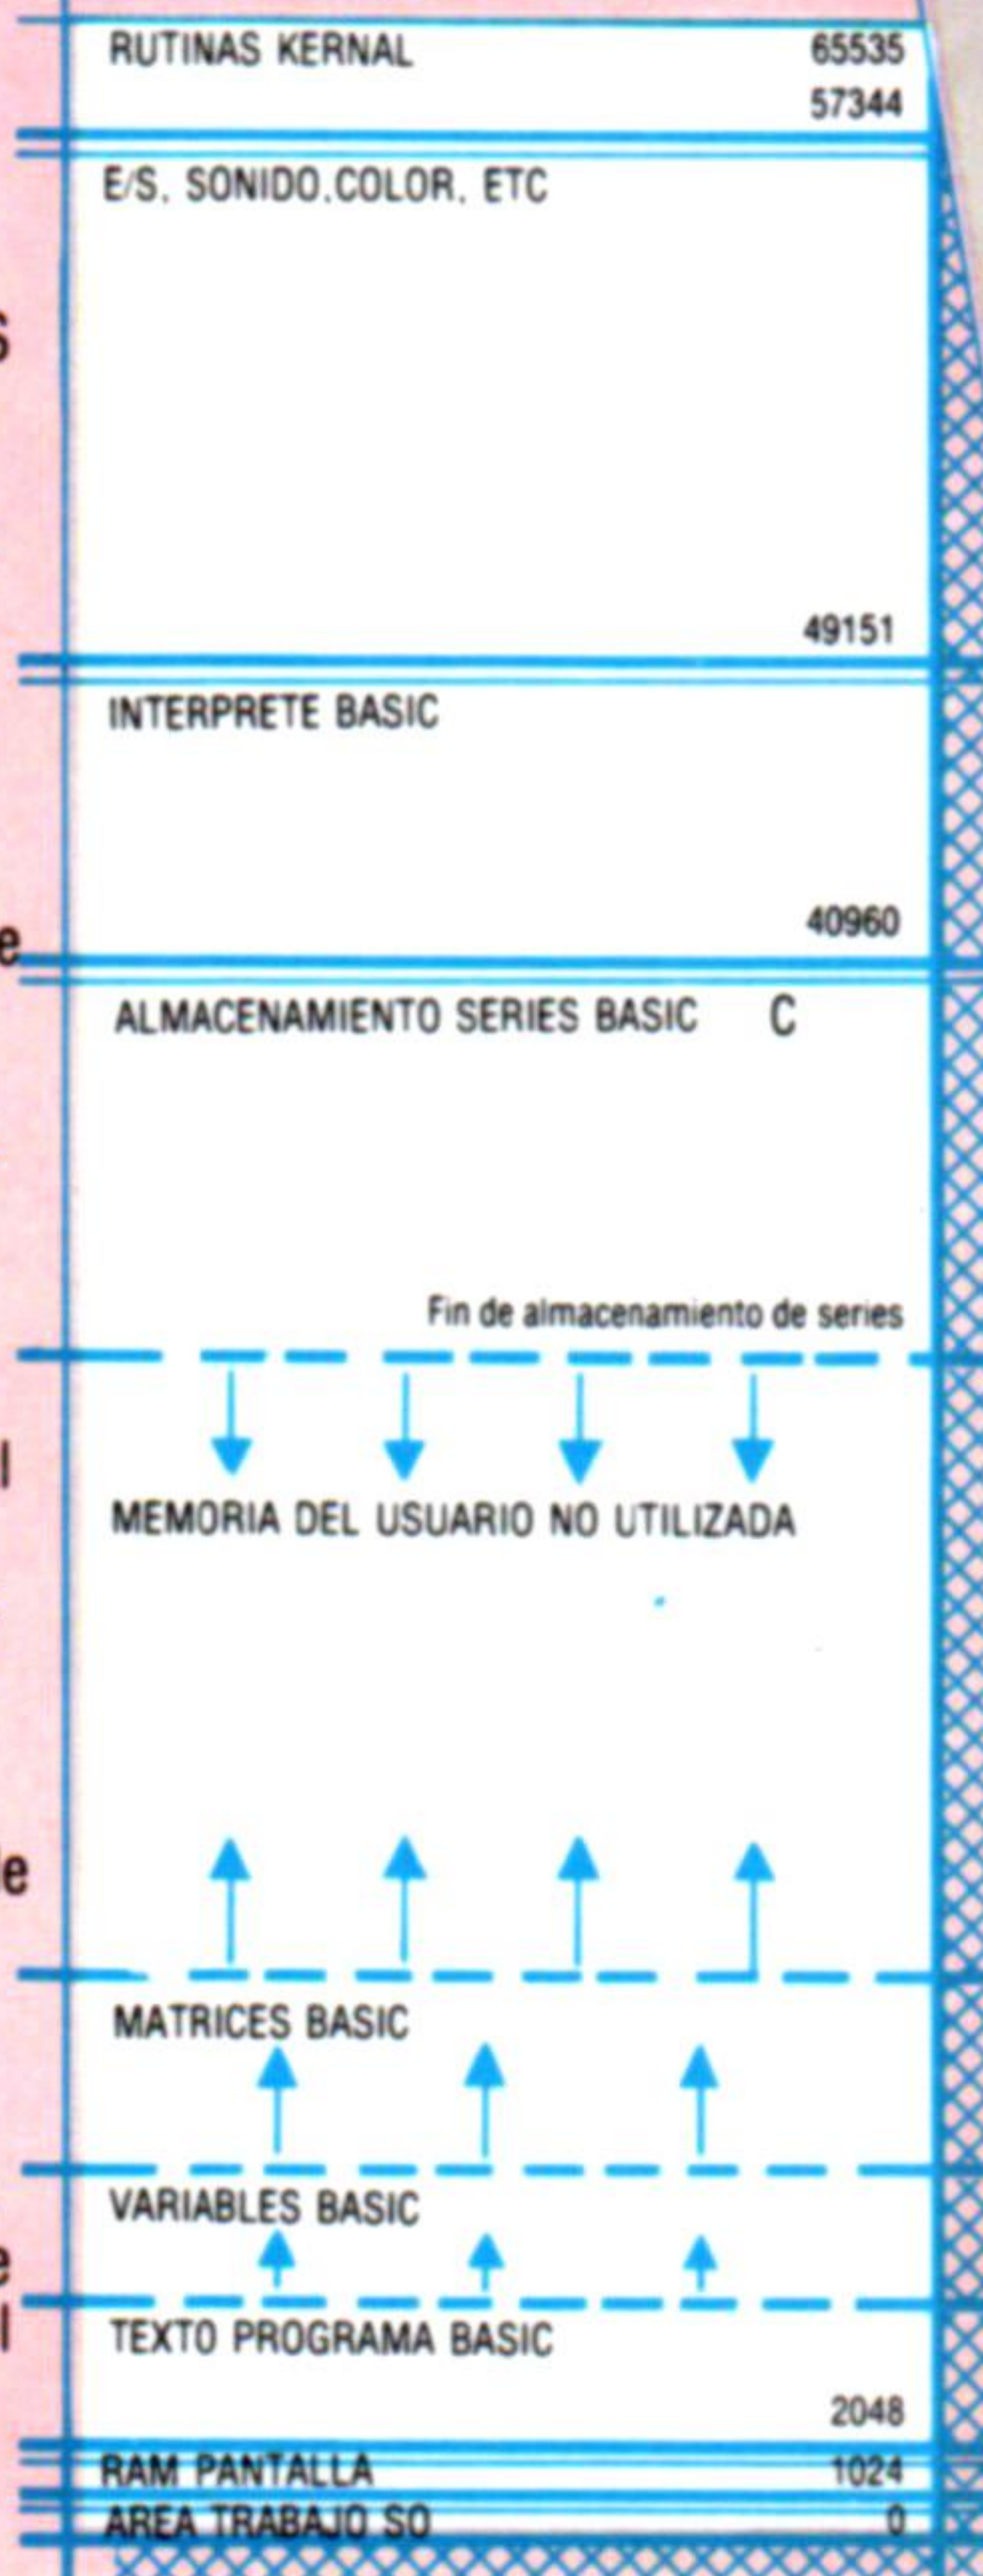 RUTINAS KERNAL 65535
57344
E/S, SONIDO.COLOR, ETC
49151
INTERPRETE BASIC
40960
ALMACENAMIENTO SERIES BASIC C
Fin de almacenamiento de series
MEMORIA DEL USUARIO NO UTILIZADA
MATRICES BASIC
VARIABLES BASIC
TEXTO PROGRAMA BASIC
2048
RAM PANTALLA 1024
AREA TRABAJO SO 0